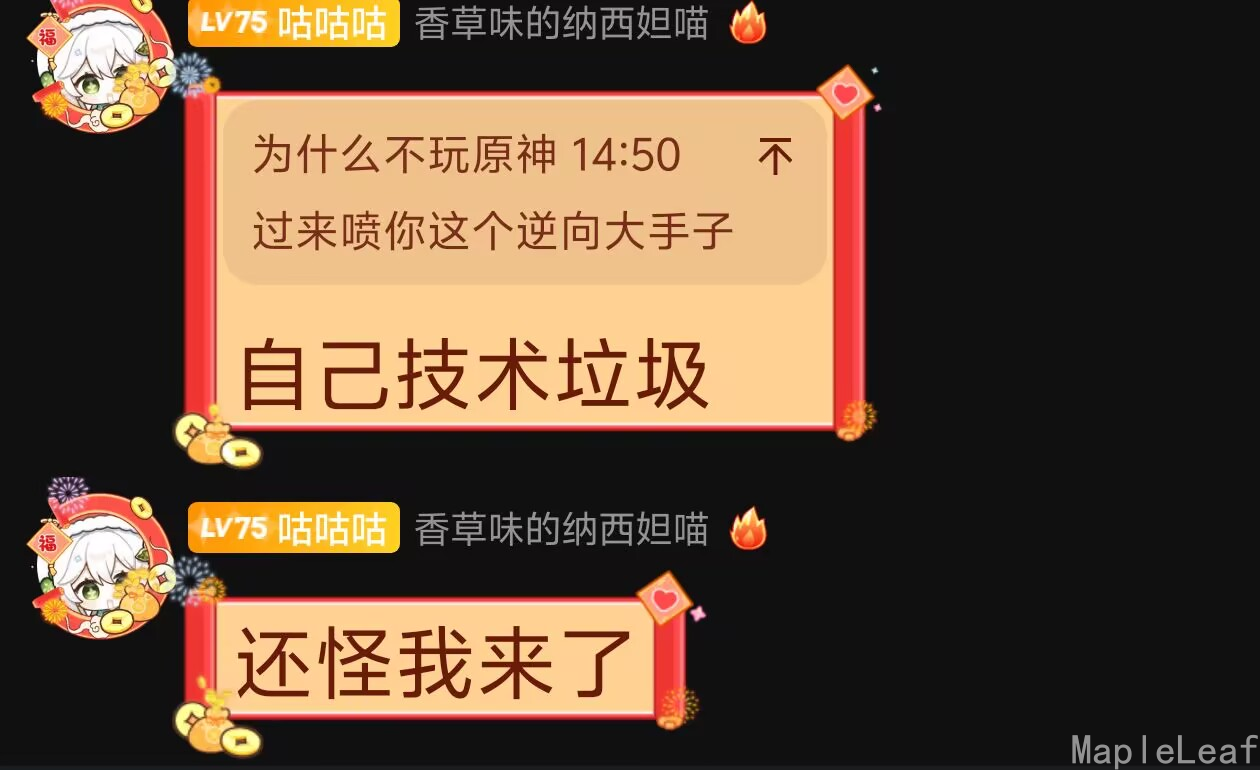 LV75 咕咕咕 香草味的纳西妲喵
福
为什么不玩原神 14:50
过来喷你这个逆向大手子
自己技术垃圾
LV75 咕咕咕 香草味的纳西妲喵
福
还怪我来了
MapleLeaf